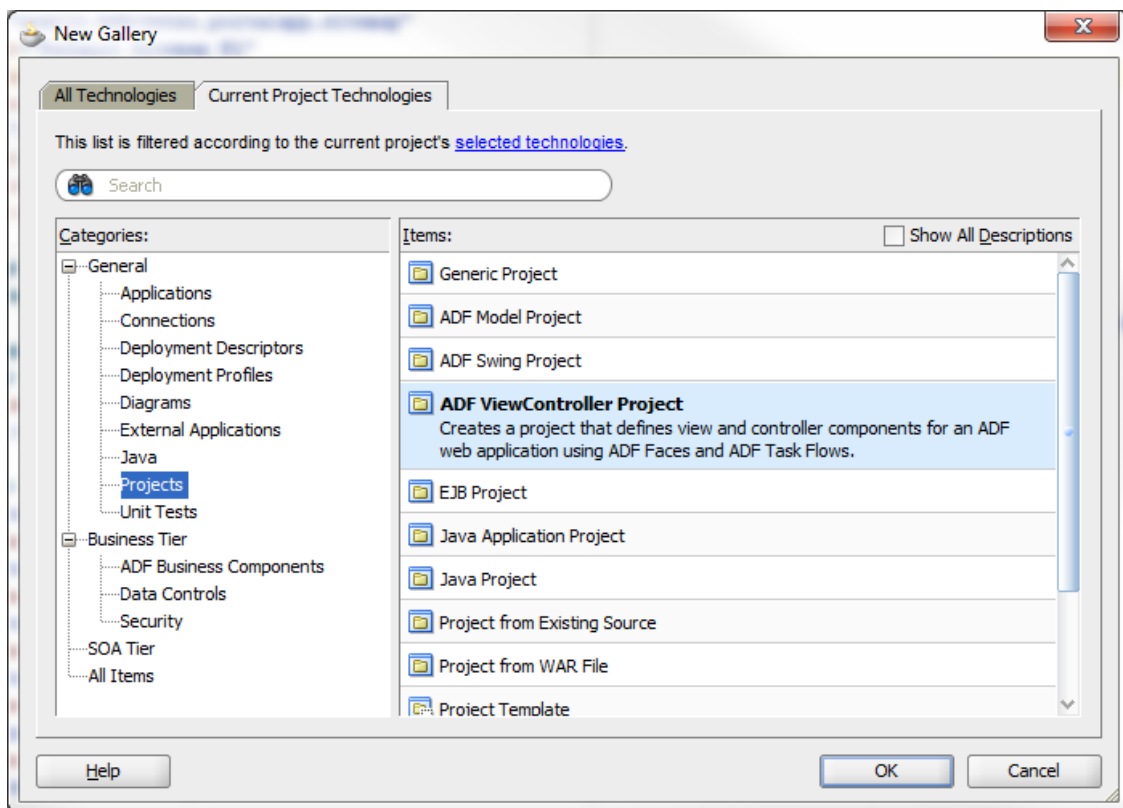 New Gallery
All Technologies
Current Project Technologies
This list is filtered according to the current project's selected technologies.
Search
Categories:
General
Applications
Connections
Deployment Descriptors
Deployment Profiles
Diagrams
External Applications
Java
Projects
Unit Tests
Business Tier
ADF Business Components
Data Controls
Security
SOA Tier
All Items
Items:
Show All Descriptions
Generic Project
ADF Model Project
ADF Swing Project
ADF ViewController Project
Creates a project that defines view and controller components for an ADF
web application using ADF Faces and ADF Task Flows.
EJB Project
Java Application Project
Java Project
Project from Existing Source
Project from WAR File
Project Template
Help
OK
Cancel